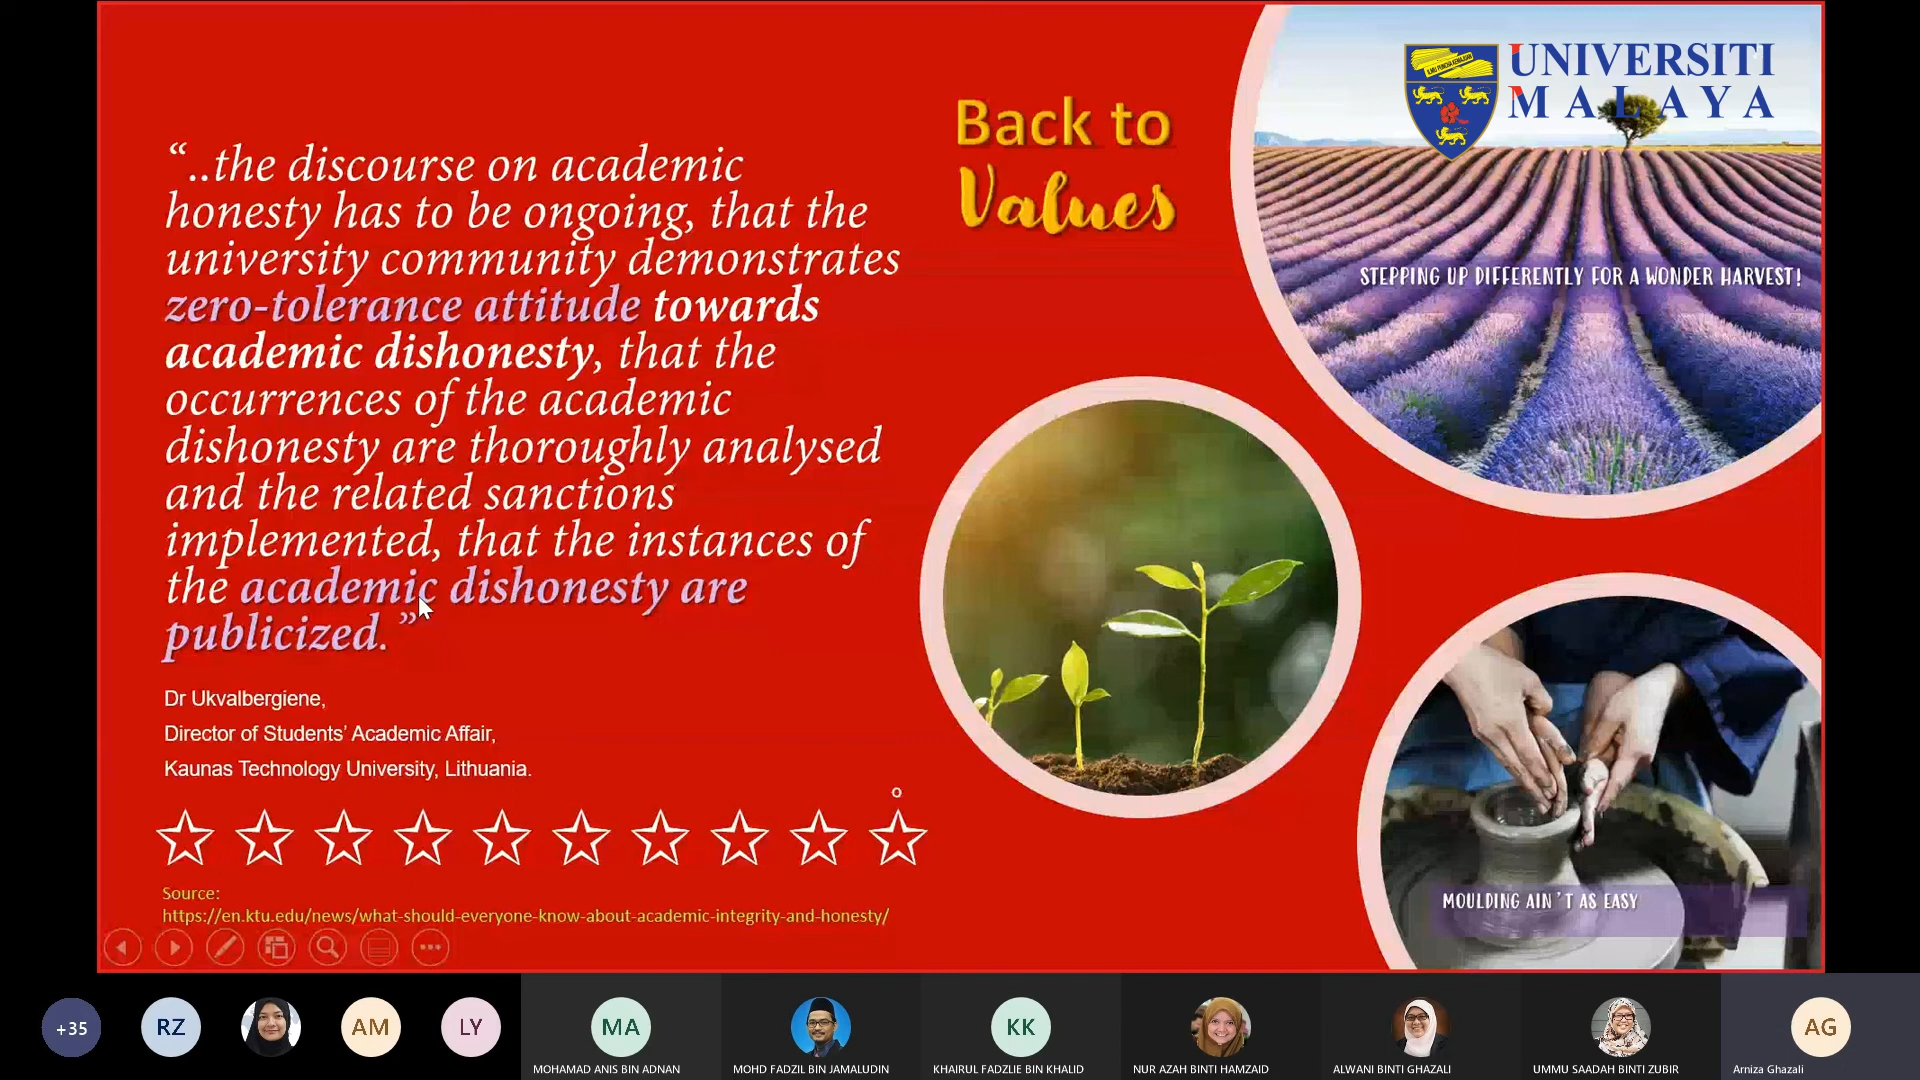 UNIVERSITI
MALAYA
Back to
Values
“..the discourse on academic
honesty has to be ongoing, that the
university community demonstrates
zero-tolerance attitude towards
academic dishonesty, that the
occurrences of the academic
dishonesty are thoroughly analysed
and the related sanctions
implemented, that the instances of
the academic dishonesty are
publicized.”
Dr Ukvalbergiene,
Director of Students’ Academic Affair,
Kaunas Technology University, Lithuania.
Source:
https://en.ktu.edu/news/what-should-everyone-know-about-academic-integrity-and-honesty/
STEPPING UP DIFFERENTLY FOR A WONDER HARVEST!
MOULDING AIN'T AS EASY
+35
RZ
AM
LY
MA
KK
AG
MOHAMAD ANIS BIN ADNAN
MOHD FADZIL BIN JAMALUDIN
KHAIRUL FADZLIE BIN KHALID
NUR AZAH BINTI HAMZAID
ALWANI BINTI GHAZALI
UMMU SAADAH BINTI ZUBIR
Arniza Ghazali